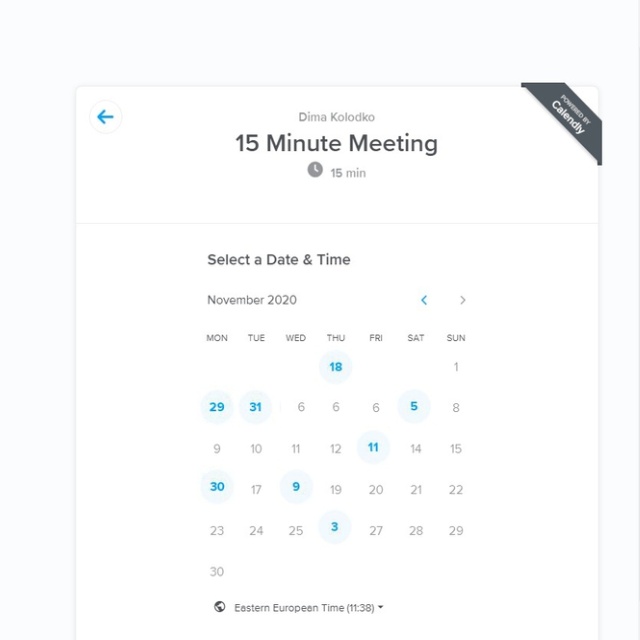 POWERED BY
Calendly
Dima Kolodko
15 Minute Meeting
15 min
Select a Date & Time
November 2020
MON TUE WED THU FRI SAT SUN
18 1
29 31 6 6 6 5 8
9 10 11 12 11 14 15
30 17 9 19 20 21 22
23 24 25 3 27 28 29
30
Eastern European Time (11:38)